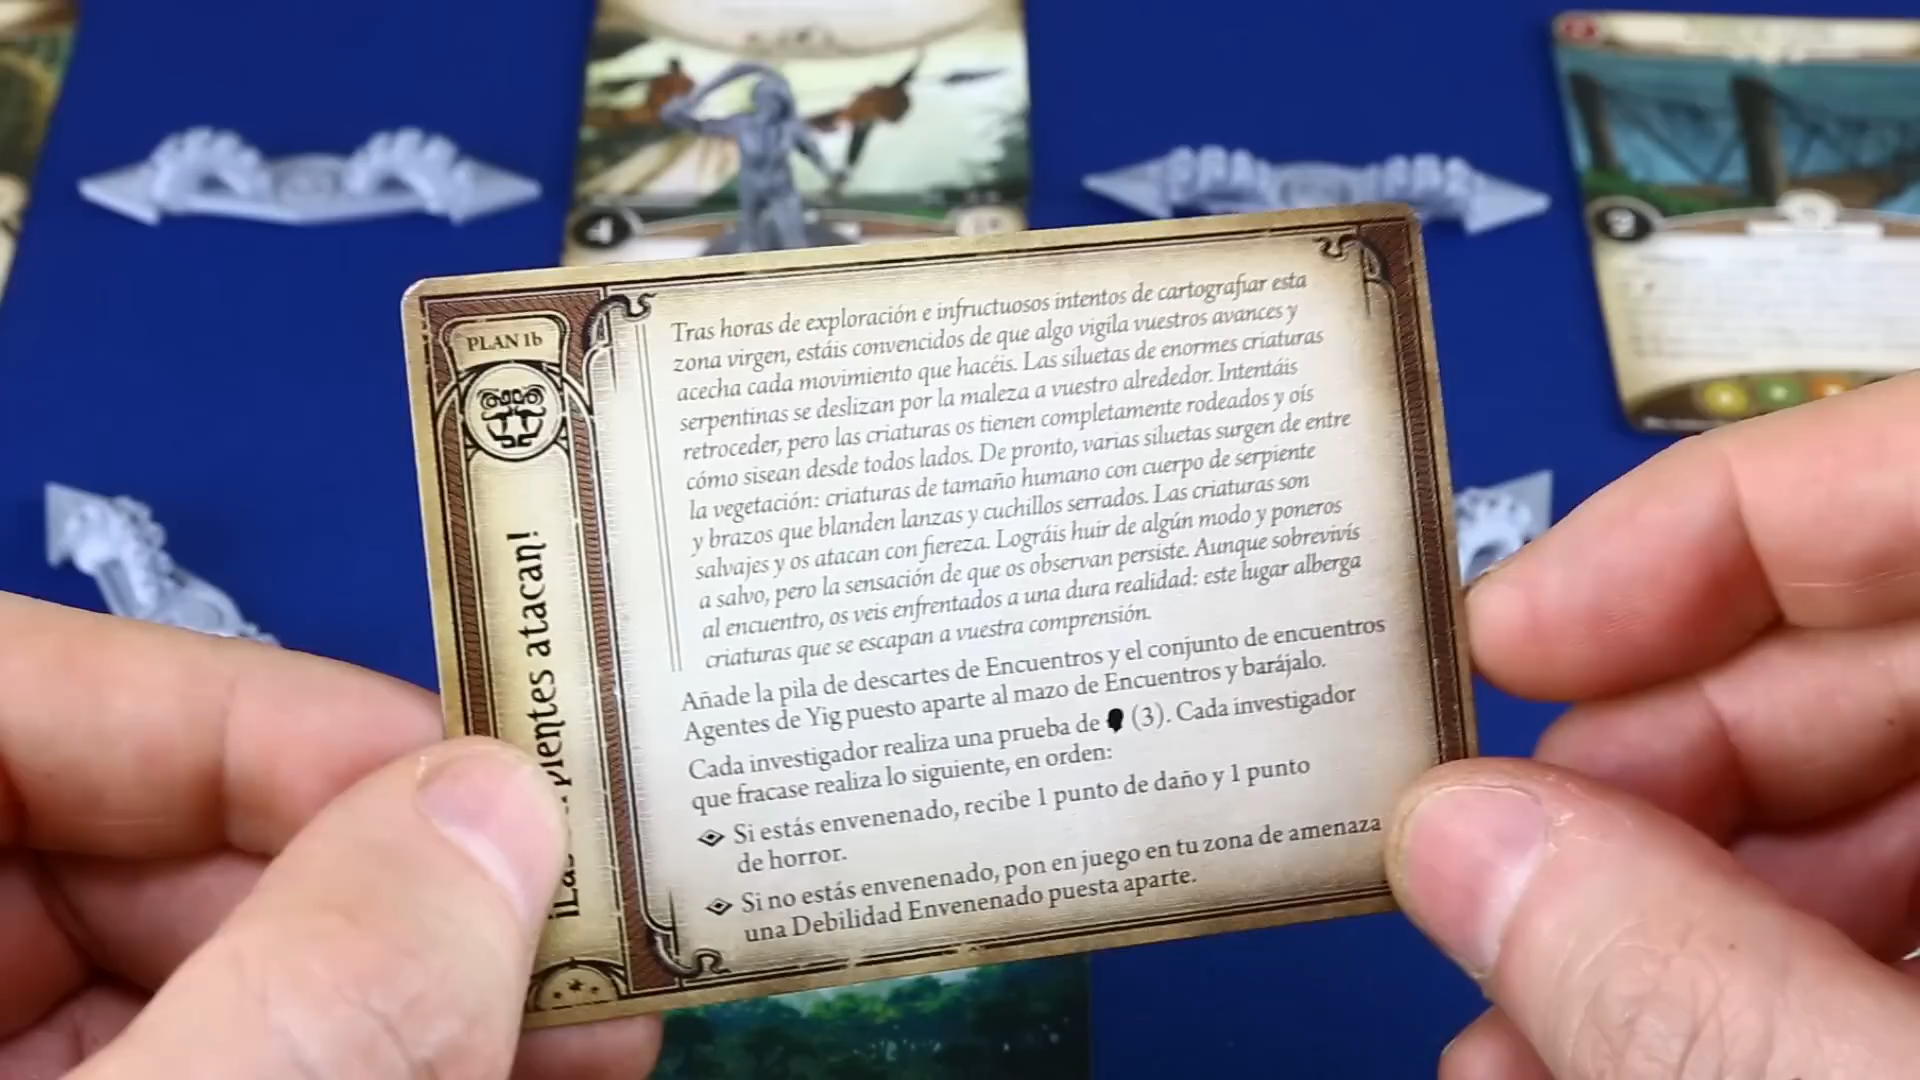 PLAN 1b
atacan!
Tras horas de exploración e infructuosos intentos de cartografiar esta
zona virgen, estáis convencidos de que algo vigila vuestros avances y
acecha cada movimiento que hacéis. Las siluetas de enormes criaturas
serpentinas se deslizan por la maleza a vuestro alrededor. Intentáis
retroceder, pero las criaturas os tienen completamente rodeados y oís
cómo sisean desde todos lados. De pronto, varias siluetas surgen de entre
la vegetación: criaturas de tamaño humano con cuerpo de serpiente
y brazos que blanden lanzas y cuchillos serrados. Las criaturas son
salvajes y os atacan con fiereza. Lográis huir de algún modo y poneros
a salvo, pero la sensación de que os observan persiste. Aunque sobrevivís
al encuentro, os veis enfrentados a una dura realidad: este lugar alberga
criaturas que se escapan a vuestra comprensión.
Añade la pila de descartes de Encuentros y el conjunto de encuentros
Agentes de Yig puesto aparte al mazo de Encuentros y barájalo.
Cada investigador realiza una prueba de (3). Cada investigador
que fracase realiza lo siguiente, en orden:
Si estás envenenado, recibe 1 punto de daño y 1 punto
de horror.
Si no estás envenenado, pon en juego en tu zona de amenaza
una Debilidad Envenenado puesta aparte.